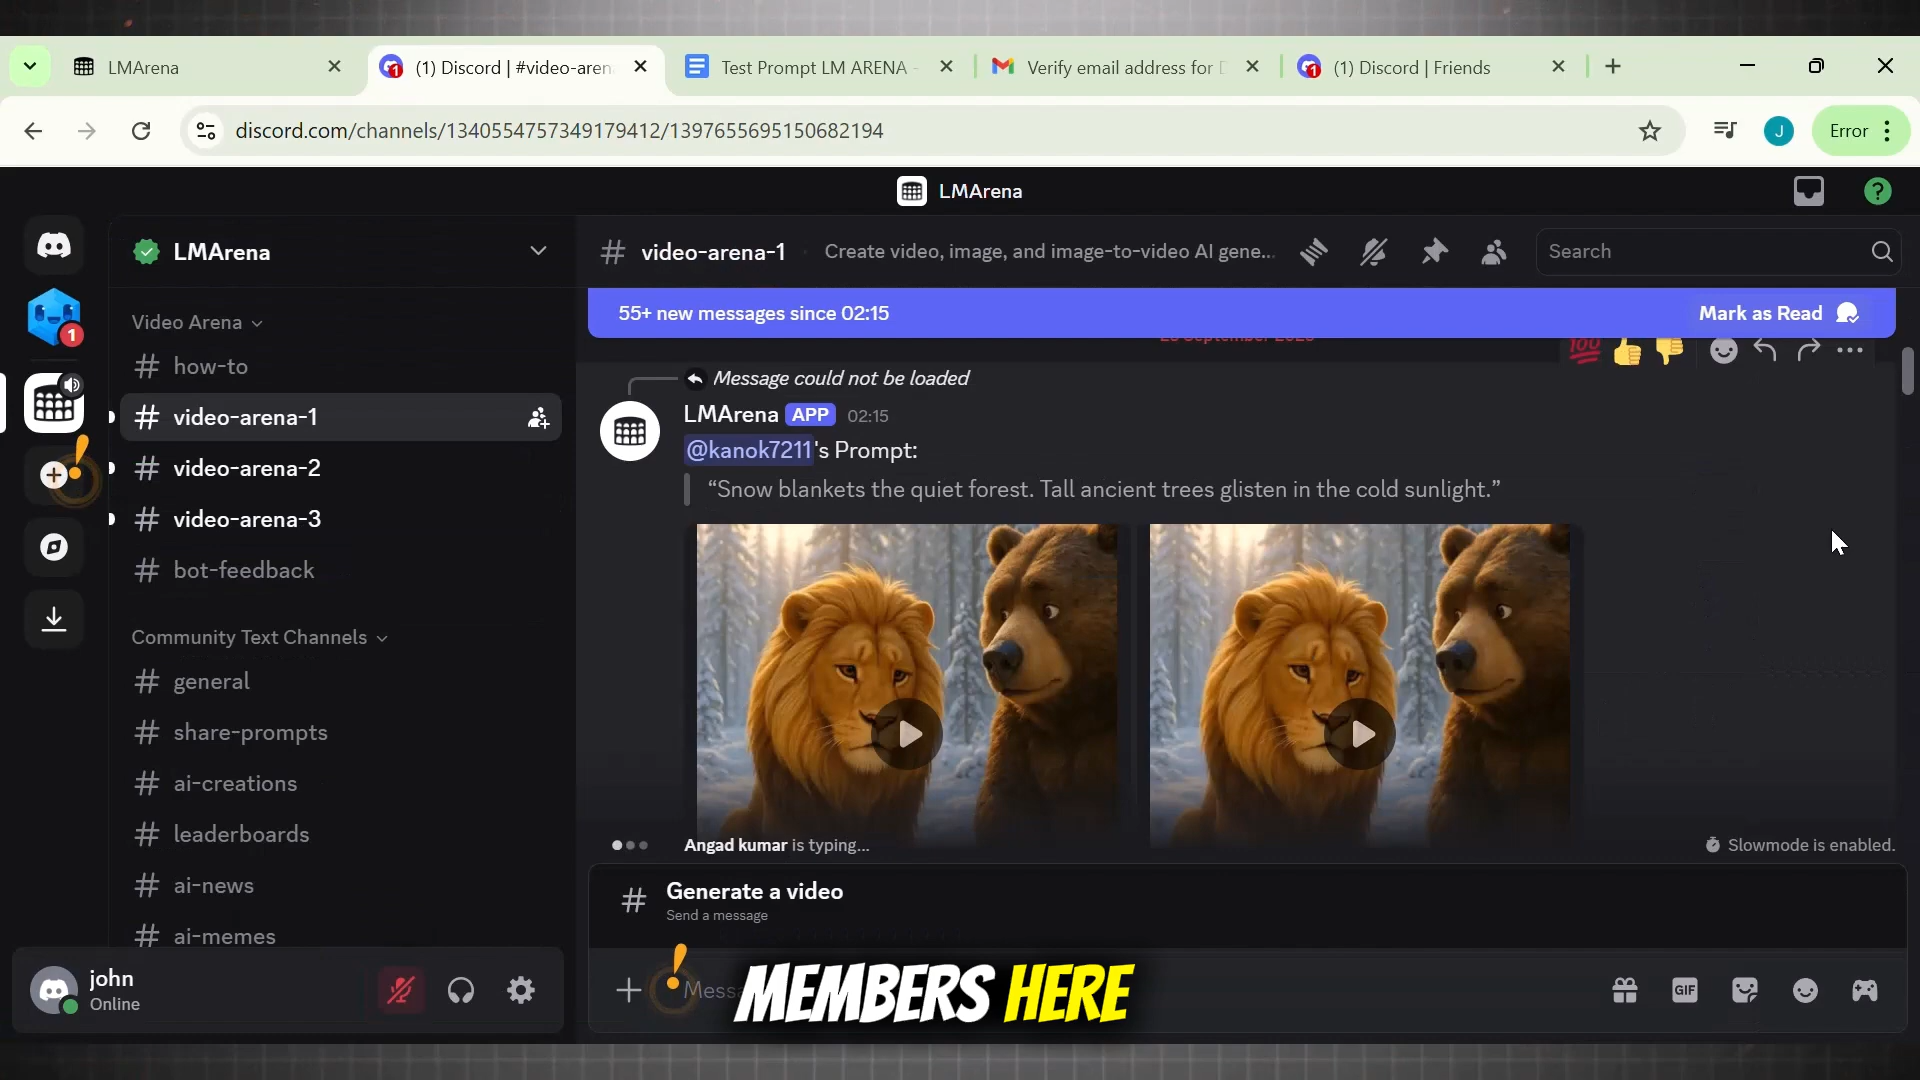 LMArena
(1) Discord | #video-aren
Test Prompt LM ARENA -
Verify email address for D
(1) Discord | Friends
discord.com/channels/1340554757349179412/1397655695150682194
J
Error
LMArena
?
LMArena
video-arena-1
Create video, image, and image-to-video AI gene...
Search
55+ new messages since 02:15
Mark as Read
Video Arena
how-to
video-arena-1
video-arena-2
video-arena-3
bot-feedback
Community Text Channels
general
share-prompts
ai-creations
leaderboards
ai-news
ai-memes
1
100
Message could not be loaded
LMArena APP 02:15
@kanok7211's Prompt:
“Snow blankets the quiet forest. Tall ancient trees glisten in the cold sunlight.”
Angad kumar is typing...
Slowmode is enabled.
Generate a video
Send a message
john
Online
Mess
GIF
MEMBERS HERE